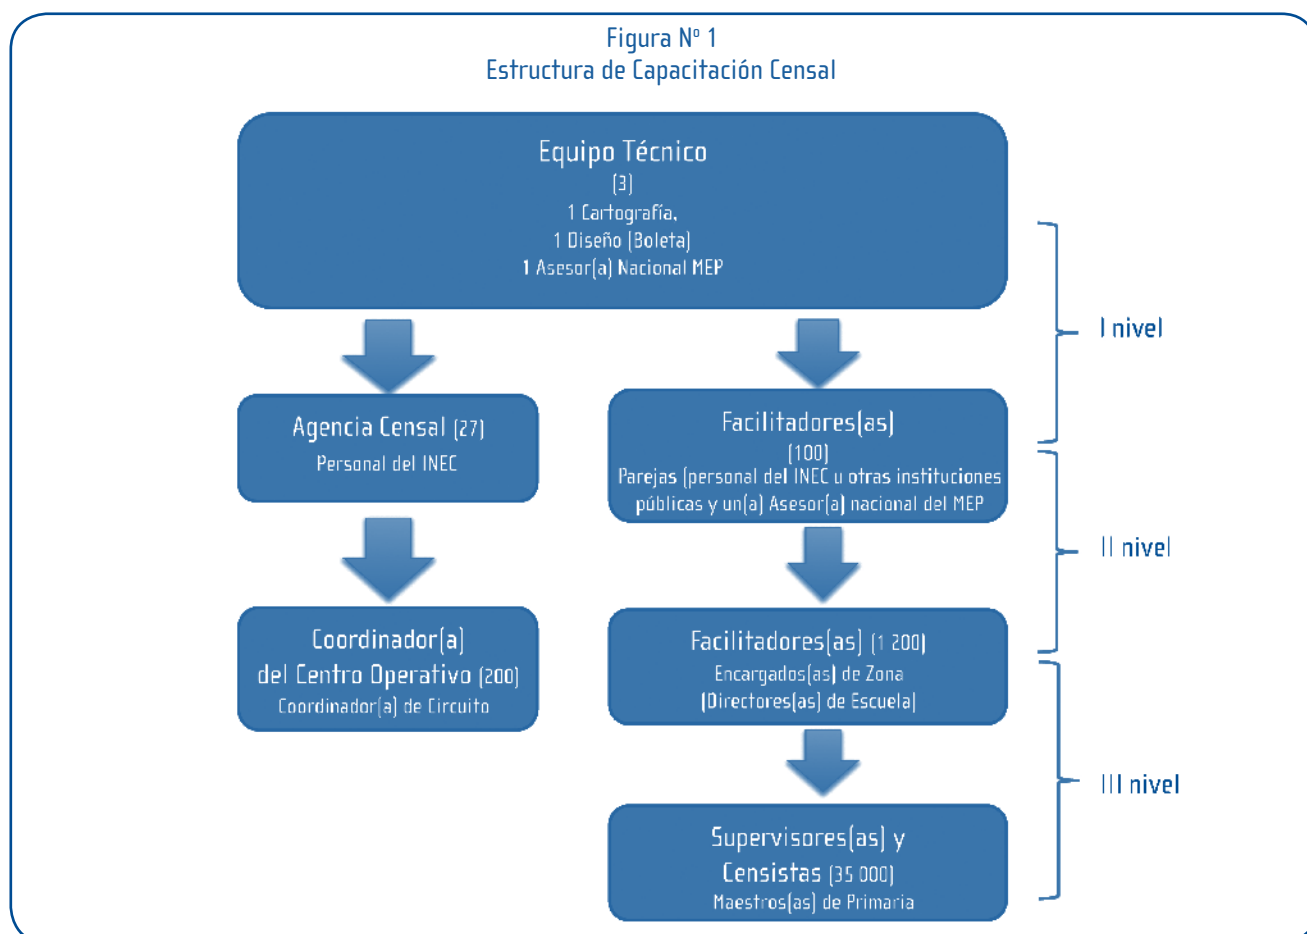 Figura Nº 1
Estructura de Capacitación Censal
Equipo Técnico
(3)
1 Cartografía,
1 Diseño (Boleta)
1 Asesor(a) Nacional MEP
I nivel
Agencia Censal (27)
Personal del INEC
Facilitadores(as)
(100)
Parejas (personal del INEC u otras instituciones
públicas y un(a) Asesor(a) nacional del MEP
II nivel
Coordinador(a)
del Centro Operativo (200)
Coordinador(a) de Circuito
Facilitadores(as) (1 200)
Encargados(as) de Zona
(Directores(as) de Escuela)
III nivel
Supervisores(as) y
Censistas (35 000)
Maestros(as) de Primaria